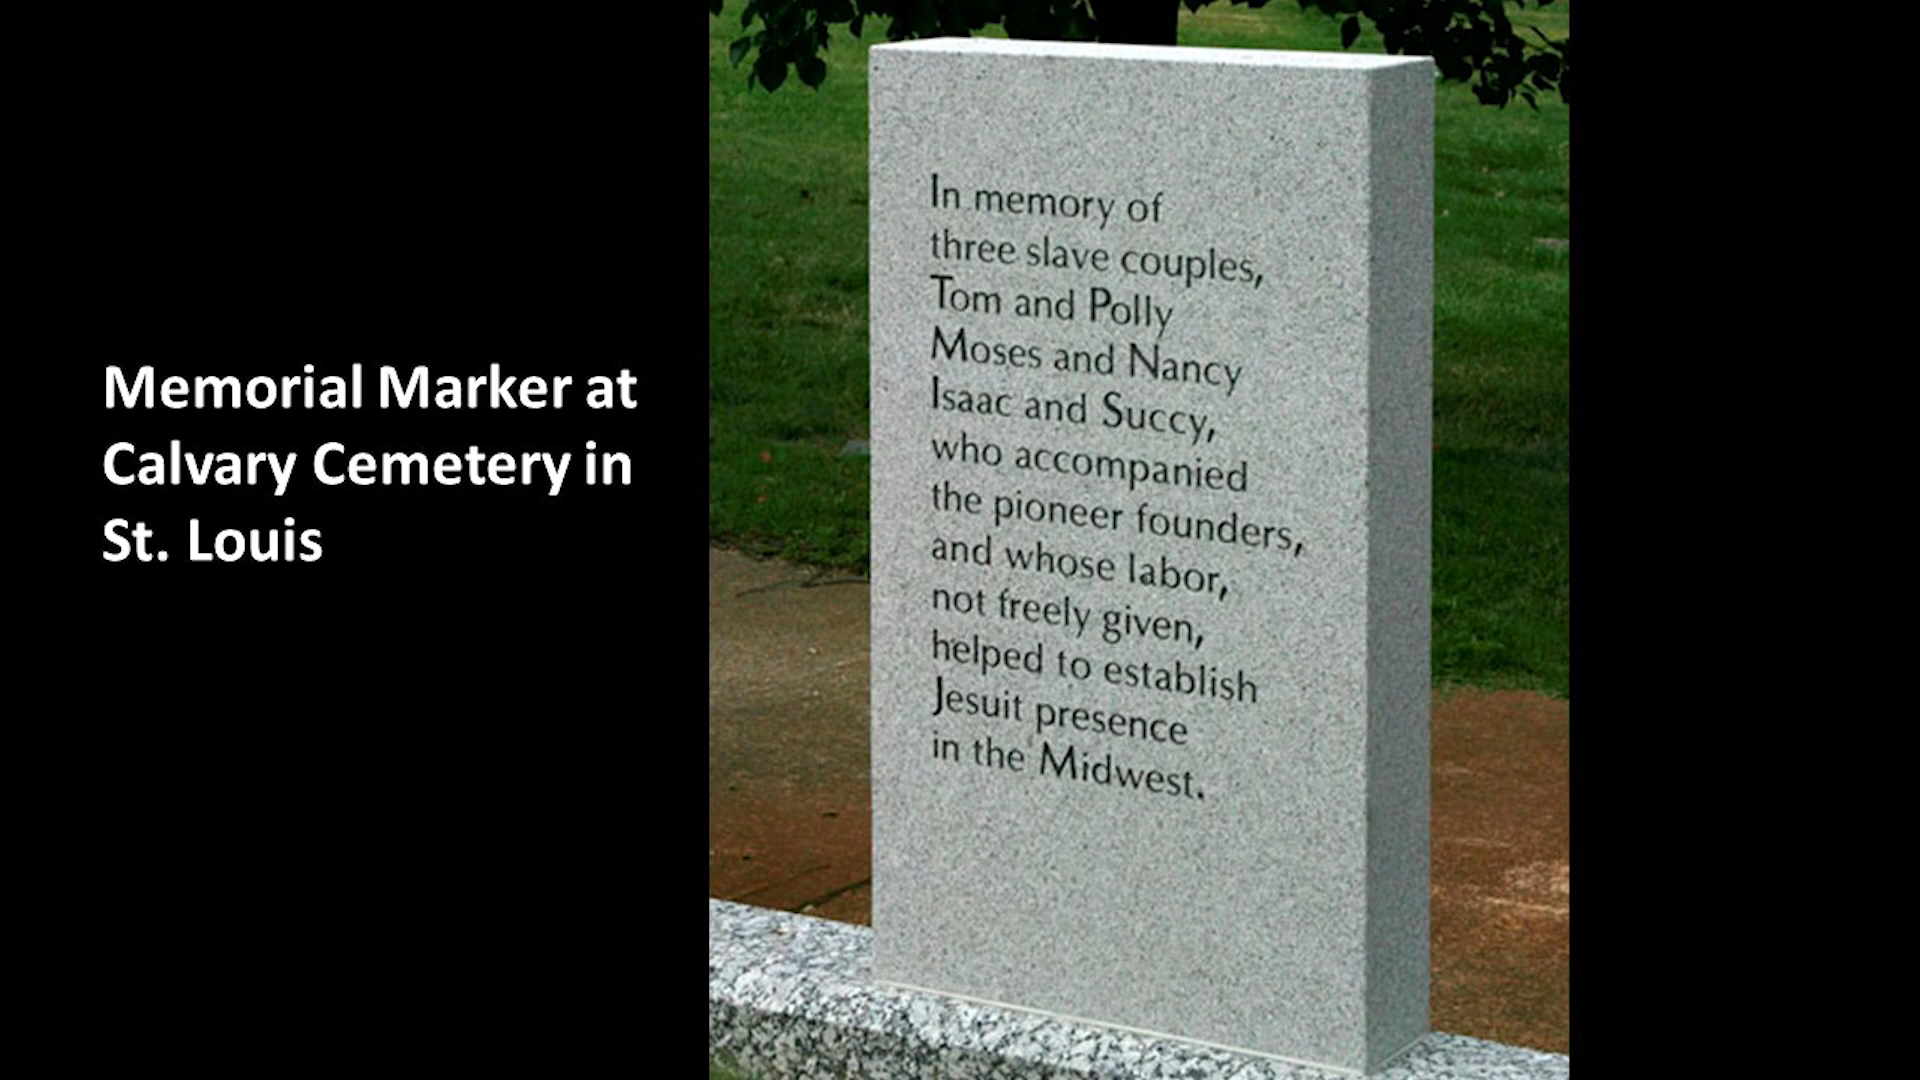 Memorial Marker at
Calvary Cemetery in
St. Louis
In memory of
three slave couples,
Tom and Polly
Moses and Nancy
Isaac and Succy,
who accompanied
the pioneer founders,
and whose labor,
not freely given,
helped to establish
Jesuit presence
in the Midwest.